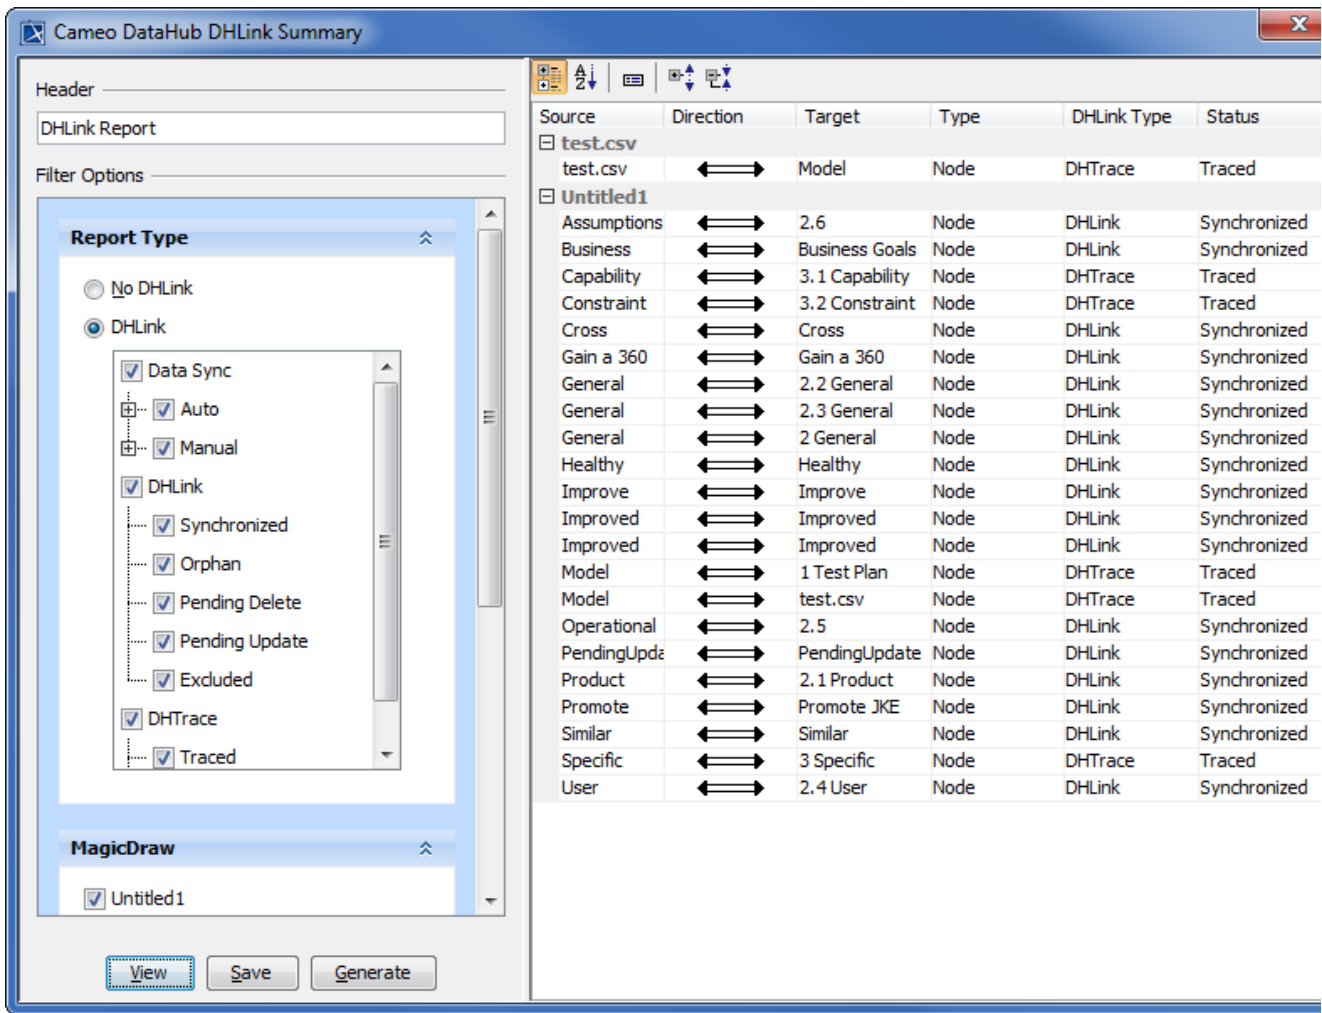 Cameo DataHub DHLink Summary
Header
DHLink Report
Filter Options
Report Type
No DHLink
DHLink
Data Sync
Auto
Manual
DHLink
Synchronized
Orphan
Pending Delete
Pending Update
Excluded
DHTrace
Traced
MagicDraw
Untitled1
View Save Generate
Source Direction Target Type DHLink Type Status
test.csv
test.csv Model Node DHTrace Traced
Untitled1
Assumptions 2.6 Node DHLink Synchronized
Business Business Goals Node DHLink Synchronized
Capability 3.1 Capability Node DHTrace Traced
Constraint 3.2 Constraint Node DHTrace Traced
Cross Cross Node DHLink Synchronized
Gain a 360 Gain a 360 Node DHLink Synchronized
General 2.2 General Node DHLink Synchronized
General 2.3 General Node DHLink Synchronized
General 2 General Node DHLink Synchronized
Healthy Healthy Node DHLink Synchronized
Improve Improve Node DHLink Synchronized
Improved Improved Node DHLink Synchronized
Improved Improved Node DHLink Synchronized
Model 1 Test Plan Node DHTrace Traced
Model test.csv Node DHTrace Traced
Operational 2.5 Node DHLink Synchronized
PendingUpda PendingUpdate Node DHLink Synchronized
Product 2.1 Product Node DHLink Synchronized
Promote Promote JKE Node DHLink Synchronized
Similar Similar Node DHLink Synchronized
Specific 3 Specific Node DHTrace Traced
User 2.4 User Node DHLink Synchronized